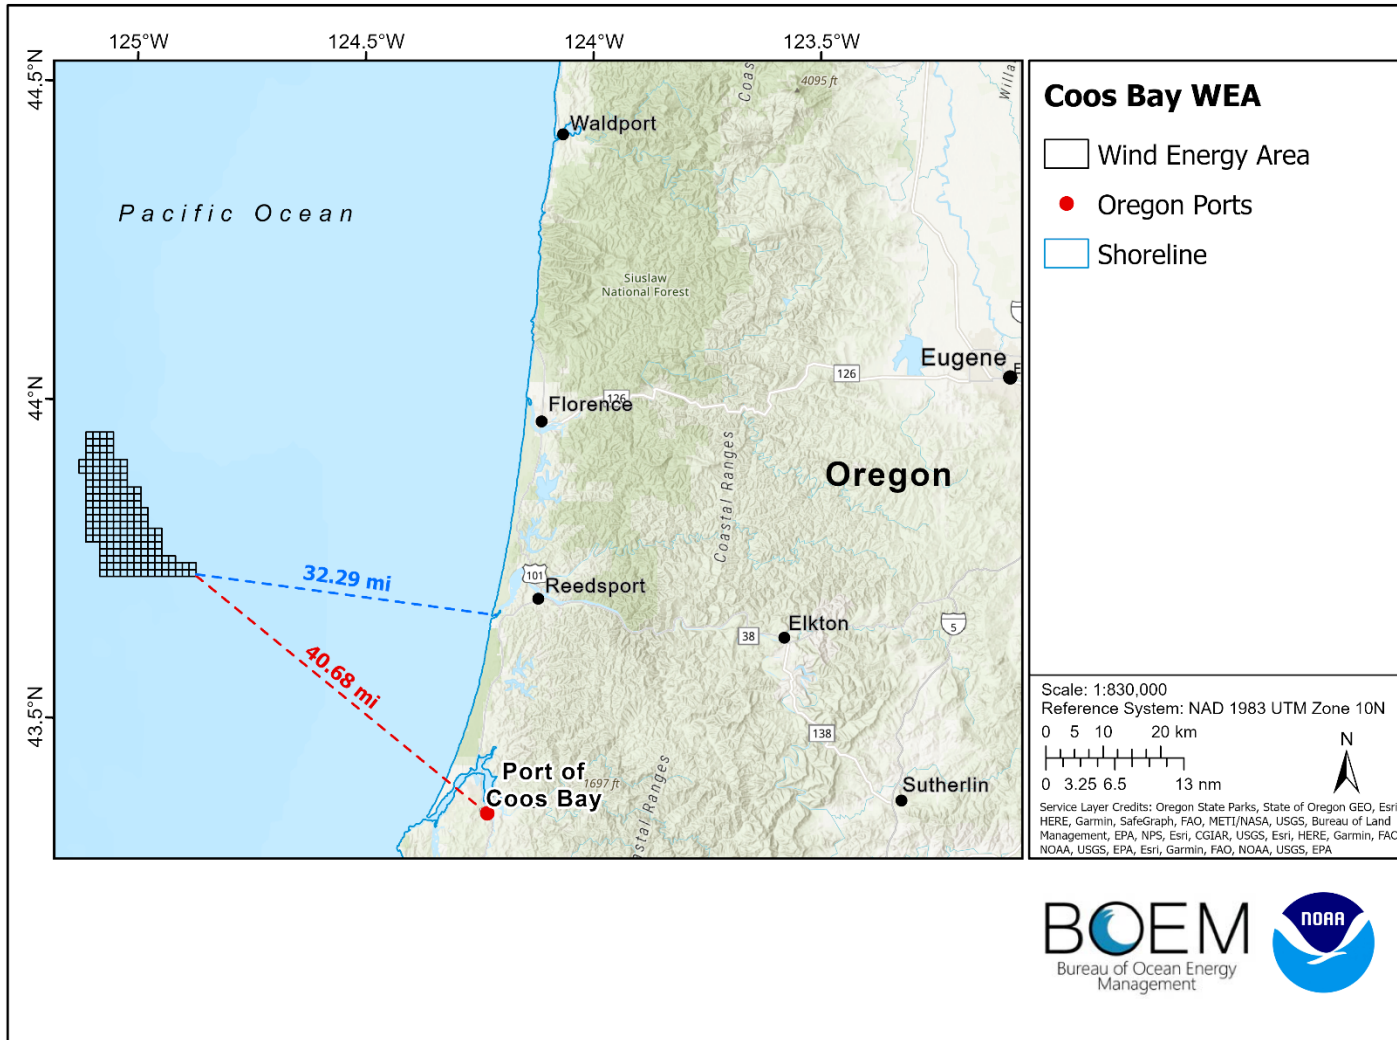 125°W
124.5°W
124°W
123.5°W
44.5°N
44°N
43.5°N
4095 ft
Coas
Willa
Waldport
Pacific Ocean
Siuslaw
National Forest
Eugene
E
126
126
Florence
Coastal Ranges
Oregon
32.29 mi
101
Reedsport
Elkton
38
5
40.68 mi
138
Port of
Coos Bay
1697 ft
Sutherlin
astal Ranges
Coos Bay WEA
Wind Energy Area
Oregon Ports
Shoreline
Scale: 1:830,000
Reference System: NAD 1983 UTM Zone 10N
0 5 10 20 km
0 3.25 6.5 13 nm
N
Service Layer Credits: Oregon State Parks, State of Oregon GEO, Esri
HERE, Garmin, SafeGraph, FAO, METI/NASA, USGS, Bureau of Land
Management, EPA, NPS, Esri, CGIAR, USGS, Esri, HERE, Garmin, FAO
NOAA, USGS, EPA, Esri, Garmin, FAO, NOAA, USGS, EPA
BOEM
Bureau of Ocean Energy
Management
NOAA